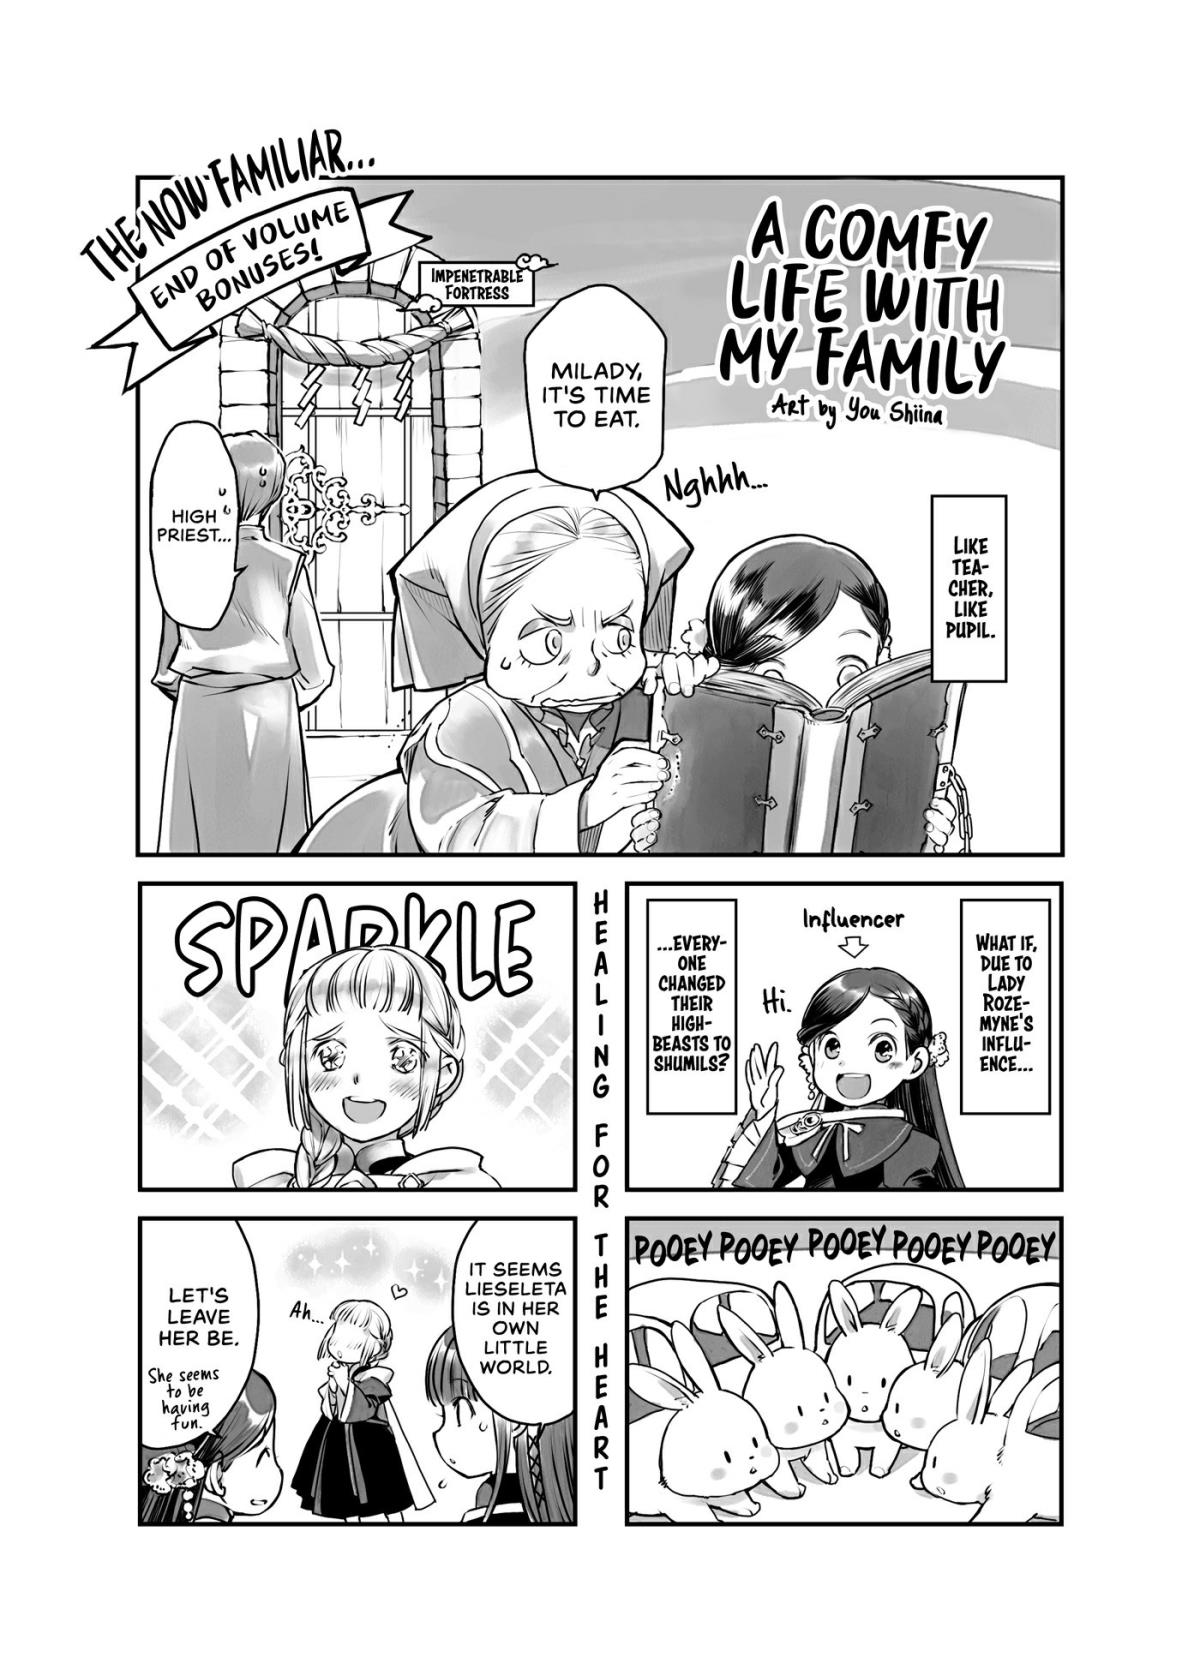 THE NOW FAMILIAR...
END OF VOLUME
BONUSES!
A COMFY
LIFE WITH
MY FAMILY
Art by You Shiina
IMPENETRABLE
FORTRESS
MILADY,
IT'S TIME
TO EAT.
Nghhh...
LIKE
TEA-
CHER,
LIKE
PUPIL.
HIGH
PRIEST...
HEALING FOR THE HEART
WHAT IF,
DUE TO
LADY
ROZE-
MYNE'S
INFLU-
ENCE...
Influencer
Hi.
...EVERY-
ONE
CHANGED
THEIR
HIGH-
BEASTS TO
SHUMILS?
POOEY POOEY POOEY POOEY POOEY
SPARKLE
IT SEEMS
LIESELETA
IS IN HER
OWN
LITTLE
WORLD.
Ah...
LET'S
LEAVE
HER BE.
She seems
to be
having
fun.